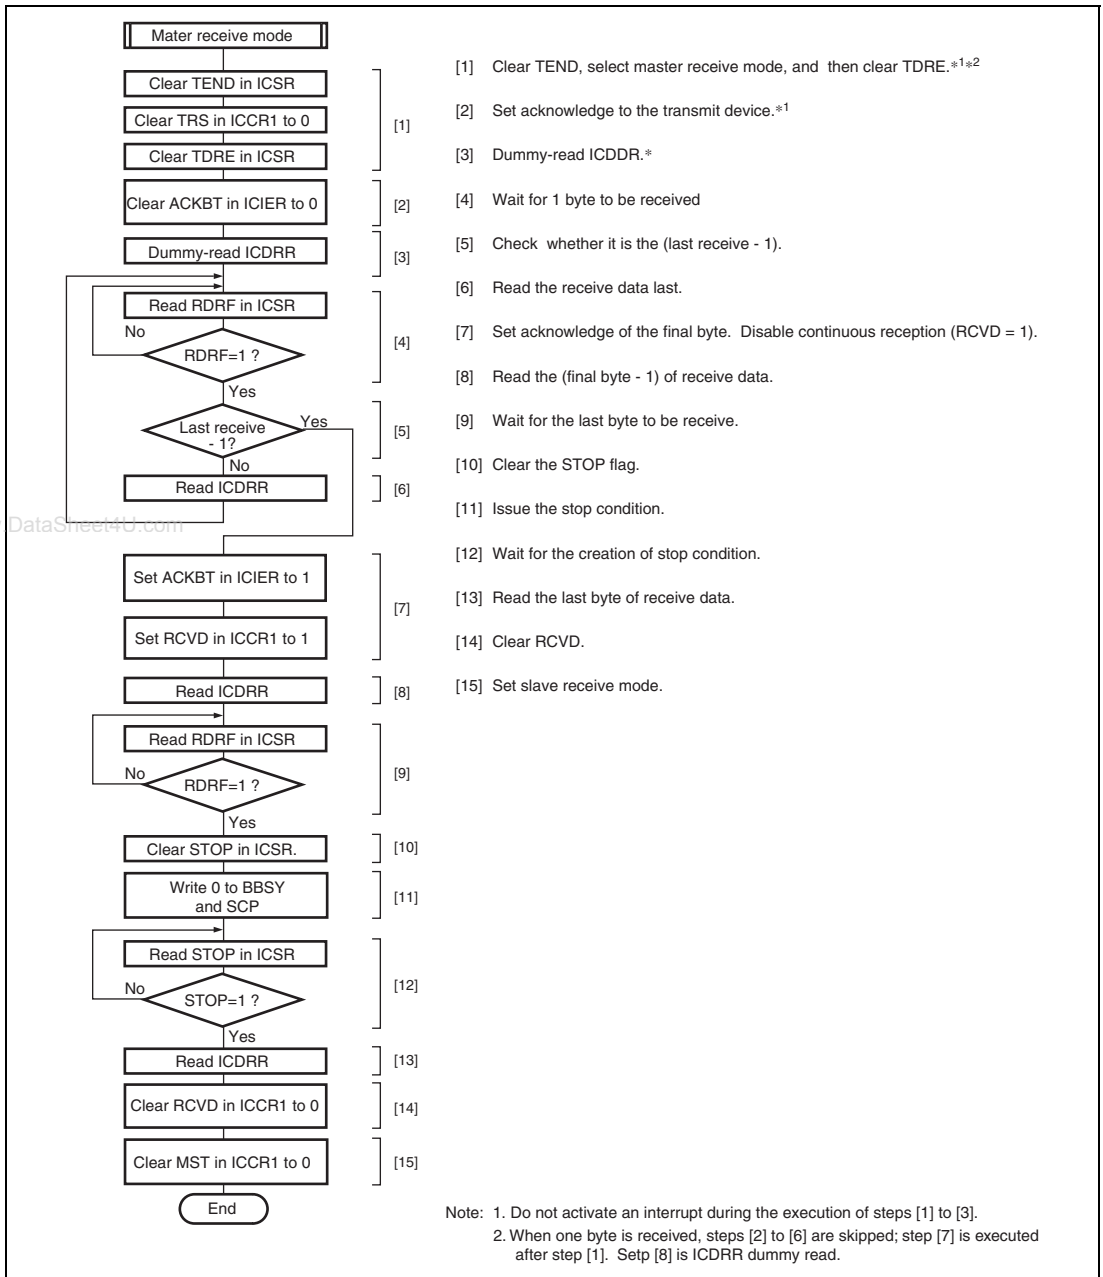 Mater receive mode
Clear TEND in ICSR
Clear TRS in ICCR1 to 0
Clear TDRE in ICSR
[1]
Clear ACKBT in ICIER to 0
[2]
Dummy-read ICDRR
[3]
Read RDRF in ICSR
No
RDRF=1 ?
[4]
Yes
Last receive
- 1?
Yes
[5]
No
Read ICDRR
[6]
DataSheet4U.com
Set ACKBT in ICIER to 1
[7]
Set RCVD in ICCR1 to 1
Read ICDRR
[8]
Read RDRF in ICSR
No
RDRF=1 ?
[9]
Yes
Clear STOP in ICSR.
[10]
Write 0 to BBSY
and SCP
[11]
Read STOP in ICSR
No
STOP=1 ?
[12]
Yes
Read ICDRR
[13]
Clear RCVD in ICCR1 to 0
[14]
Clear MST in ICCR1 to 0
[15]
End
[1] Clear TEND, select master receive mode, and then clear TDRE.*1*2
[2] Set acknowledge to the transmit device.*1
[3] Dummy-read ICDDR.*
[4] Wait for 1 byte to be received
[5] Check whether it is the (last receive - 1).
[6] Read the receive data last.
[7] Set acknowledge of the final byte. Disable continuous reception (RCVD = 1).
[8] Read the (final byte - 1) of receive data.
[9] Wait for the last byte to be receive.
[10] Clear the STOP flag.
[11] Issue the stop condition.
[12] Wait for the creation of stop condition.
[13] Read the last byte of receive data.
[14] Clear RCVD.
[15] Set slave receive mode.
Note: 1. Do not activate an interrupt during the execution of steps [1] to [3].
2. When one byte is received, steps [2] to [6] are skipped; step [7] is executed
after step [1]. Setp [8] is ICDRR dummy read.